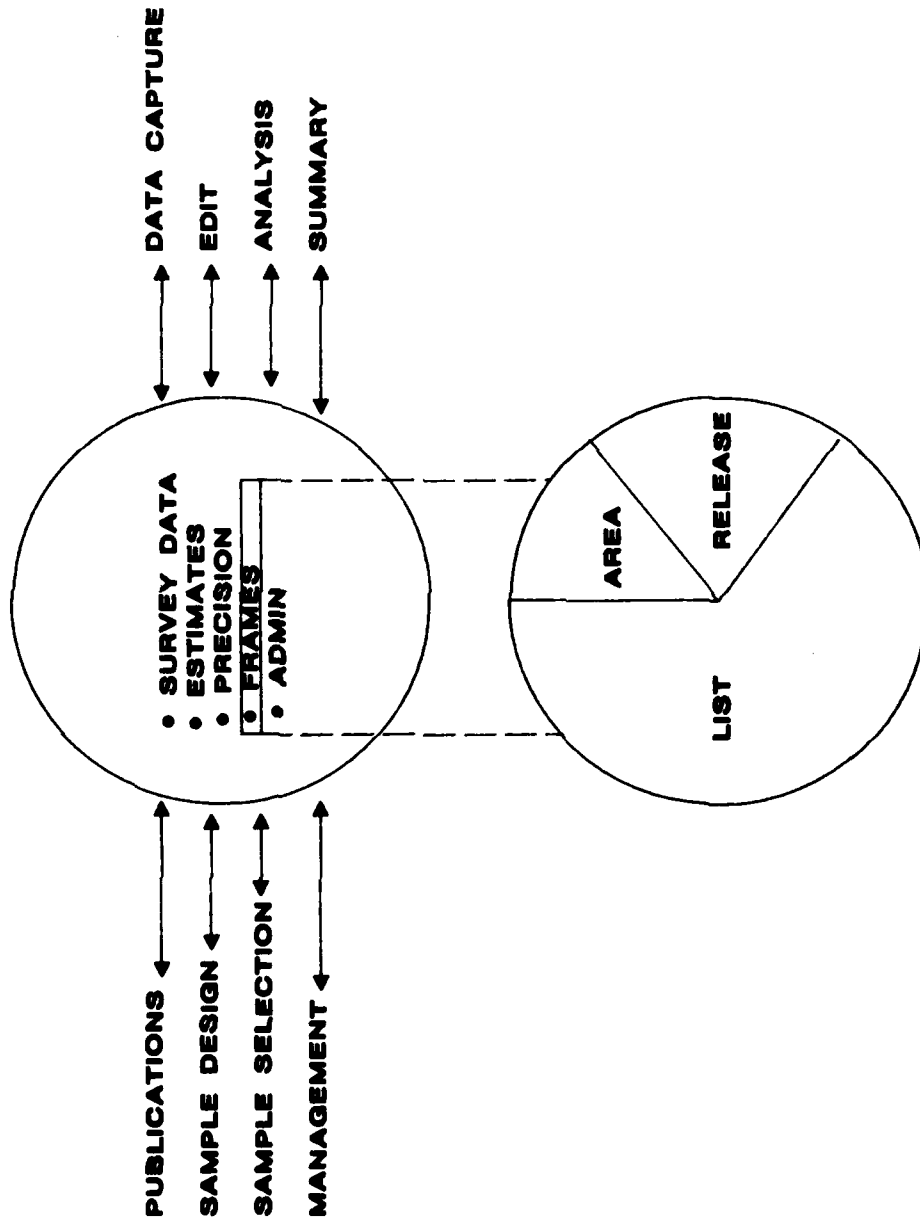 PUBLICATIONS
SAMPLE DESIGN
SAMPLE SELECTION
MANAGEMENT
• SURVEY DATA
• ESTIMATES
• PRECISION
• FRAMES
• ADMIN
DATA CAPTURE
EDIT
ANALYSIS
SUMMARY
LIST
AREA
RELEASE